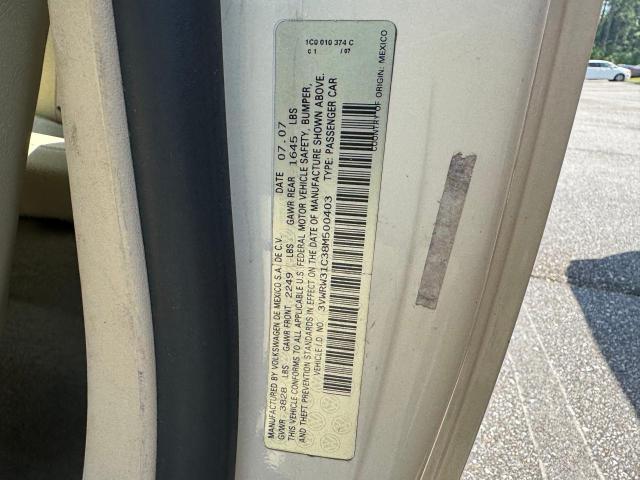 1C0 010 374 C
C 1 / 07
MANUFACTURED BY VOLKSWAGEN DE MEXICO, S.A. DE C.V. DATE 07.07
GVWR 3828 LBS GAWR FRONT 2249 LBS GAWR REAR 1645 LBS
THIS VEHICLE CONFORMS TO ALL APPLICABLE U.S. FEDERAL MOTOR VEHICLE SAFETY, BUMPER,
AND THEFT PREVENTION STANDARDS IN EFFECT ON THE DATE OF MANUFACTURE SHOWN ABOVE.
VEHICLE I.D. NO. 3VWRW31C38M500403 TYPE: PASSENGER CAR
COUNTRY OF ORIGIN: MEXICO